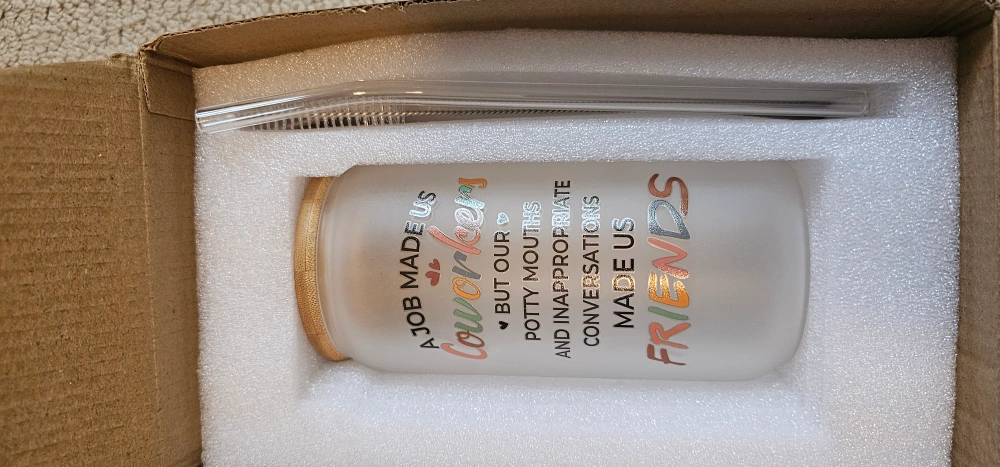 A JOB MADE US
Coworkers
BUT OUR
POTTY MOUTHS
AND INAPPROPRIATE
CONVERSATIONS
MADE US
FRIENDS